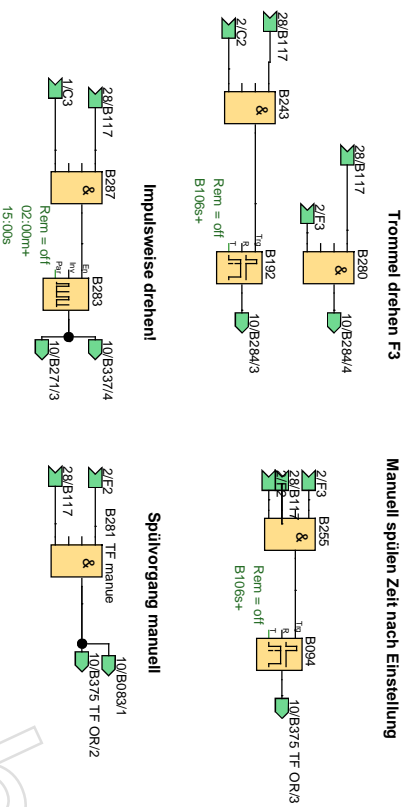 Trommel drehen F3
28/B117
B280
&
2/F3
10/B284/4
28/B117
B243
&
2/C2
Trg
R
T
B192
Rem = off
B106s+
10/B284/3
Impulsweise drehen!
28/B117
B287
&
1/C3
En
Inv
Par
B283
Rem = off
02:00m+
15:00s
10/B337/4
10/B271/3
Manuell spülen Zeit nach Einstellung
2/F3
28/B117
2/F2
B255
&
Trg
R
T
B094
Rem = off
B106s+
10/B375 TF OR/3
Spülvorgang manuell
2/F2
28/B117
B281 TF manue
&
10/B083/1
10/B375 TF OR/2